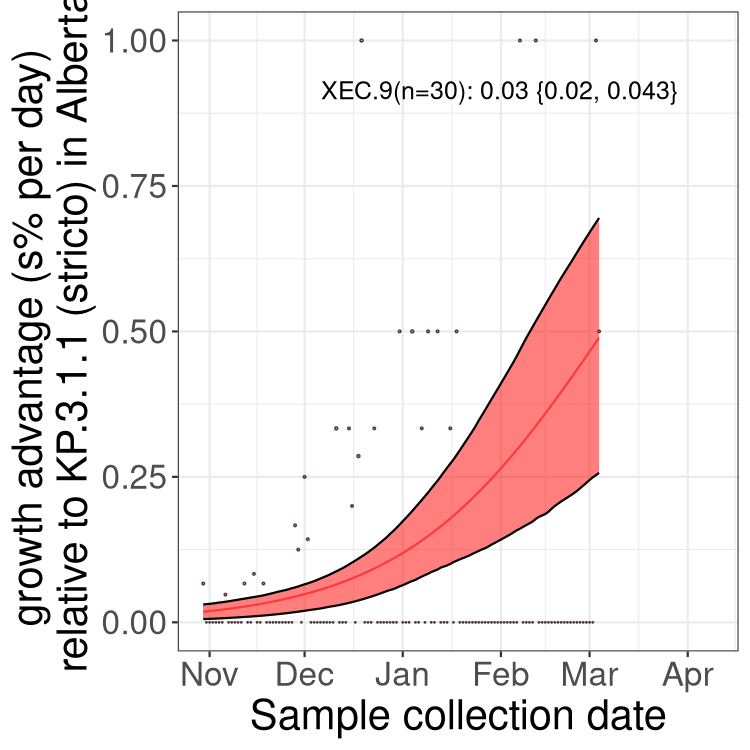 growth advantage (s% per day)
relative to KP.3.1.1 (stricto) in Alberta
1.00
0.75
0.50
0.25
0.00
XEC.9(n=30): 0.03 {0.02, 0.043}
Nov Dec Jan Feb Mar Apr
Sample collection date